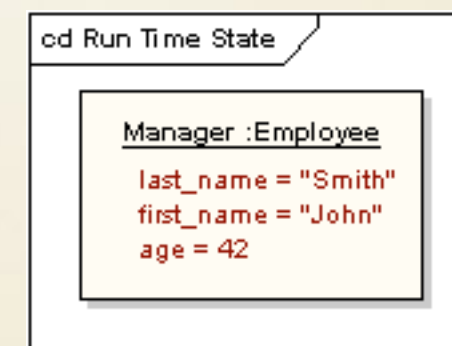 cd Run Time State
Manager :Employee
last_name = "Smith"
first_name = "John"
age = 42